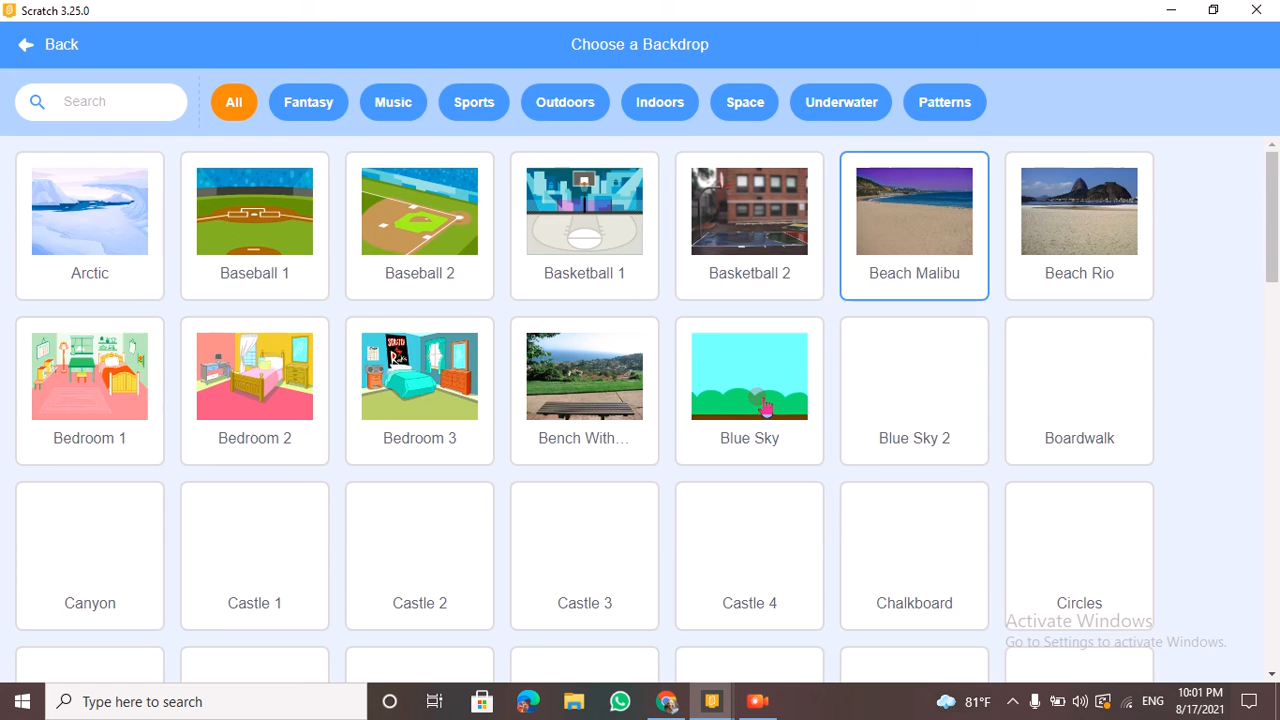 Scratch 3.25.0
Back
Choose a Backdrop
Search
All
Fantasy
Music
Sports
Outdoors
Indoors
Space
Underwater
Patterns
Arctic
Baseball 1
Baseball 2
Basketball 1
Basketball 2
Beach Malibu
Beach Rio
Bedroom 1
Bedroom 2
Bedroom 3
Bench With...
Blue Sky
Blue Sky 2
Boardwalk
Canyon
Castle 1
Castle 2
Castle 3
Castle 4
Chalkboard
Circles
Activate Windows
Go to Settings to activate Windows.
Type here to search
81°F
ENG
10:01 PM
8/17/2021